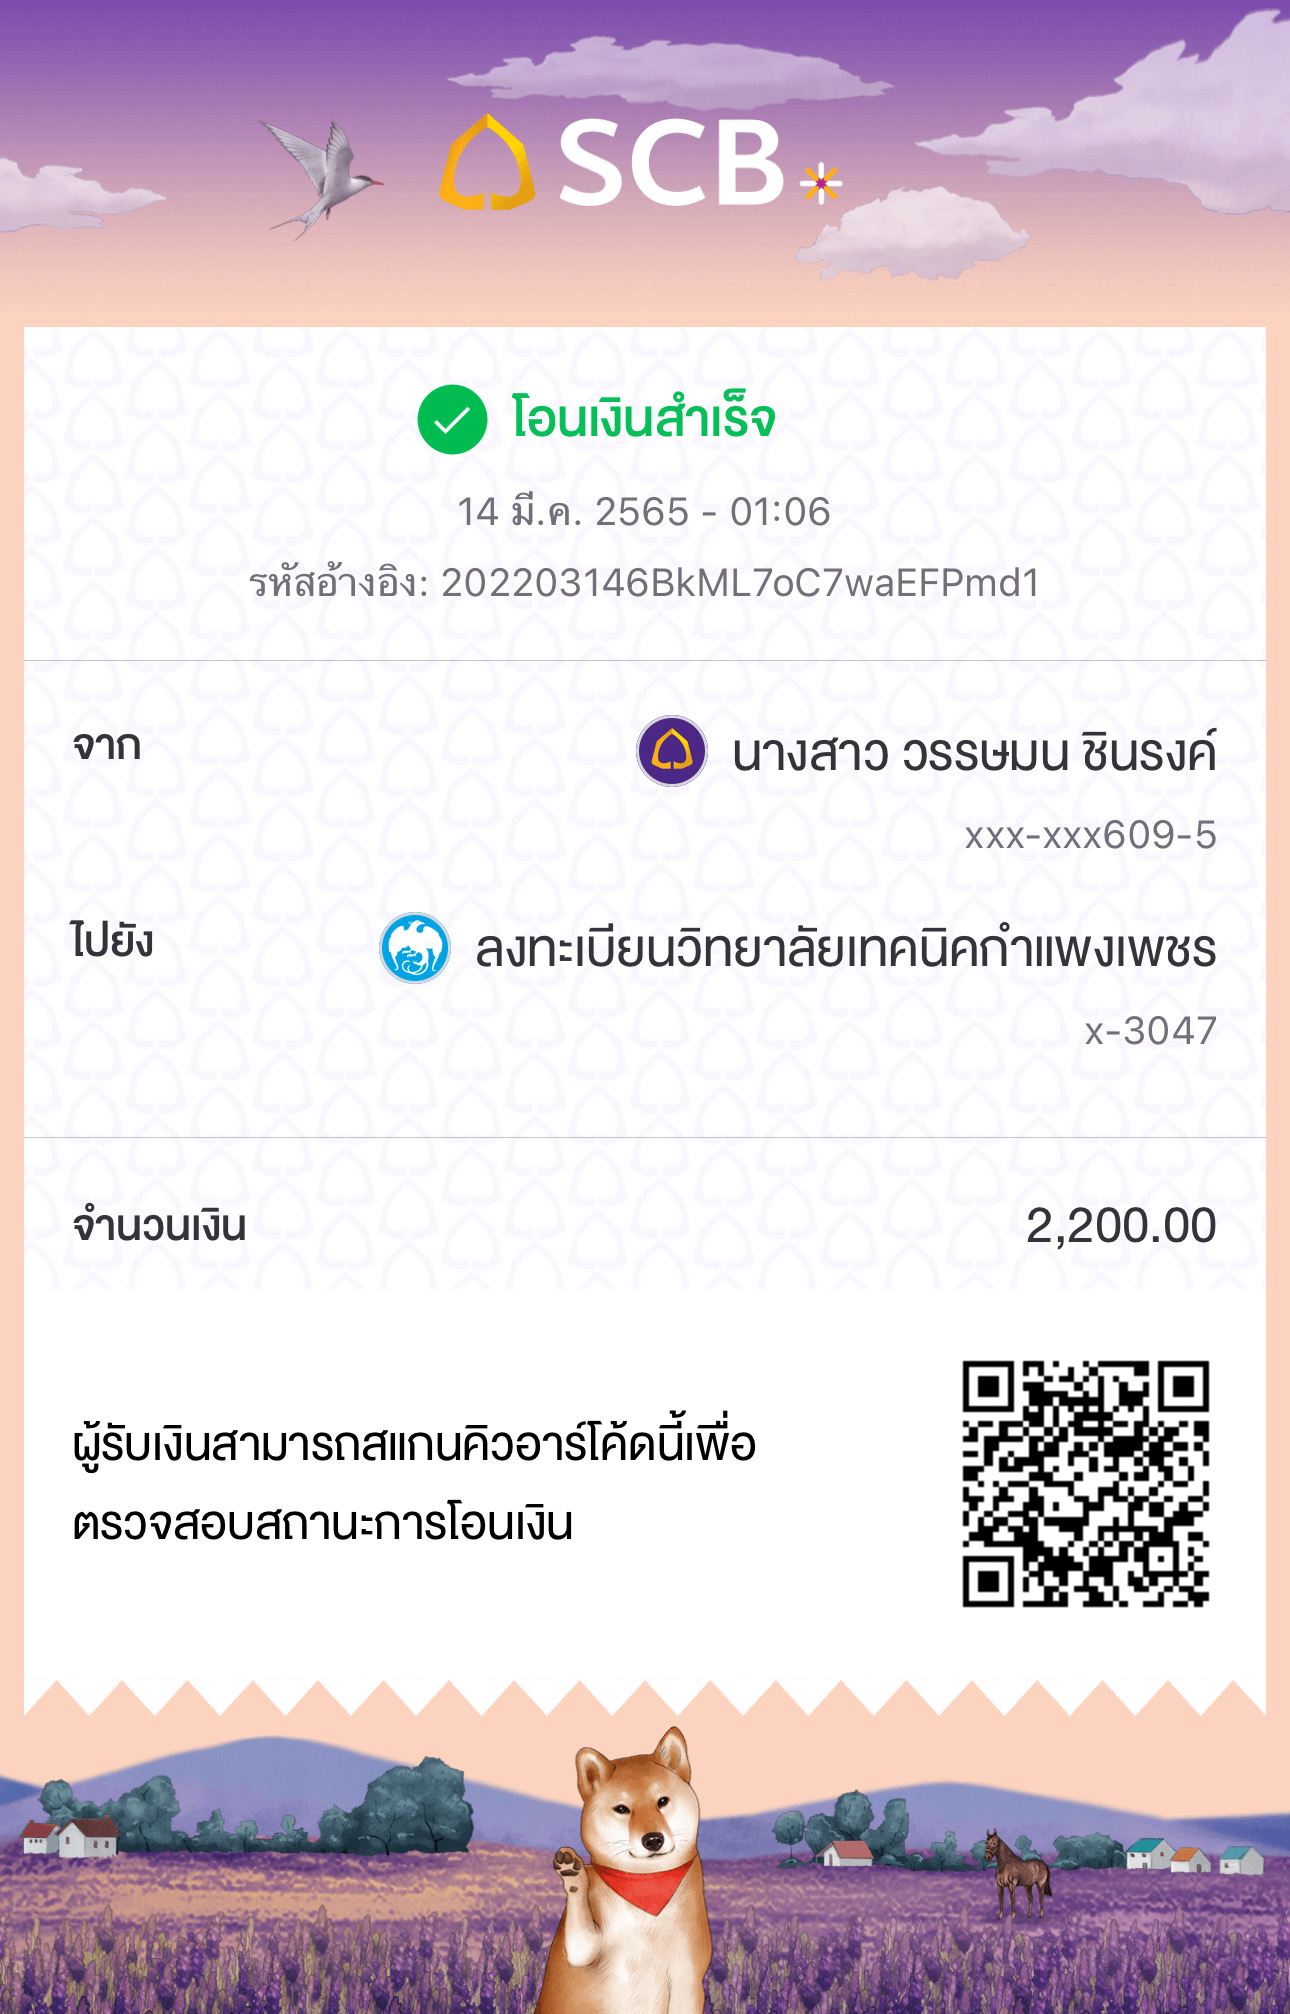 SCB
โอนเงินสำเร็จ
14 มี.ค. 2565 - 01:06
รหัสอ้างอิง: 202203146BkML7oC7waEFPmd1
จาก
นางสาว วรรษมน ชินรงค์
xxx-xxx609-5
ไปยัง
ลงทะเบียนวิทยาลัยเทคนิคกำแพงเพชร
x-3047
จำนวนเงิน
2,200.00
ผู้รับเงินสามารถสแกนคิวอาร์โค้ดนี้เพื่อ
ตรวจสอบสถานะการโอนเงิน